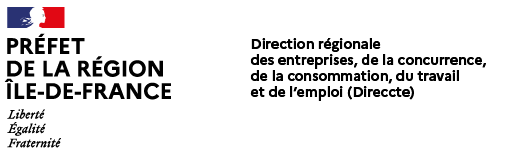 PRÉFET
DE LA RÉGION
ÎLE-DE-FRANCE
Liberté
Égalité
Fraternité
Direction régionale
des entreprises, de la concurrence,
de la consommation, du travail
et de l'emploi (Direccte)